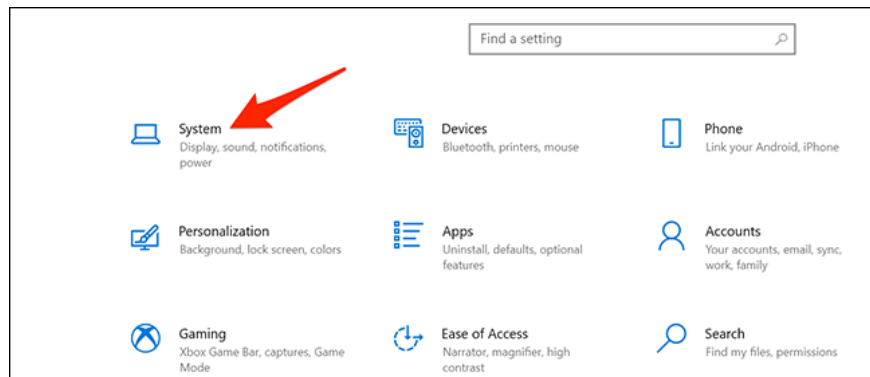 Find a setting
System
Display, sound, notifications,
power
Devices
Bluetooth, printers, mouse
Phone
Link your Android, iPhone
Personalization
Background, lock screen, colors
Apps
Uninstall, defaults, optional
features
Accounts
Your accounts, email, sync,
work, family
Gaming
Xbox Game Bar, captures, Game
Mode
Ease of Access
Narrator, magnifier, high
contrast
Search
Find my files, permissions